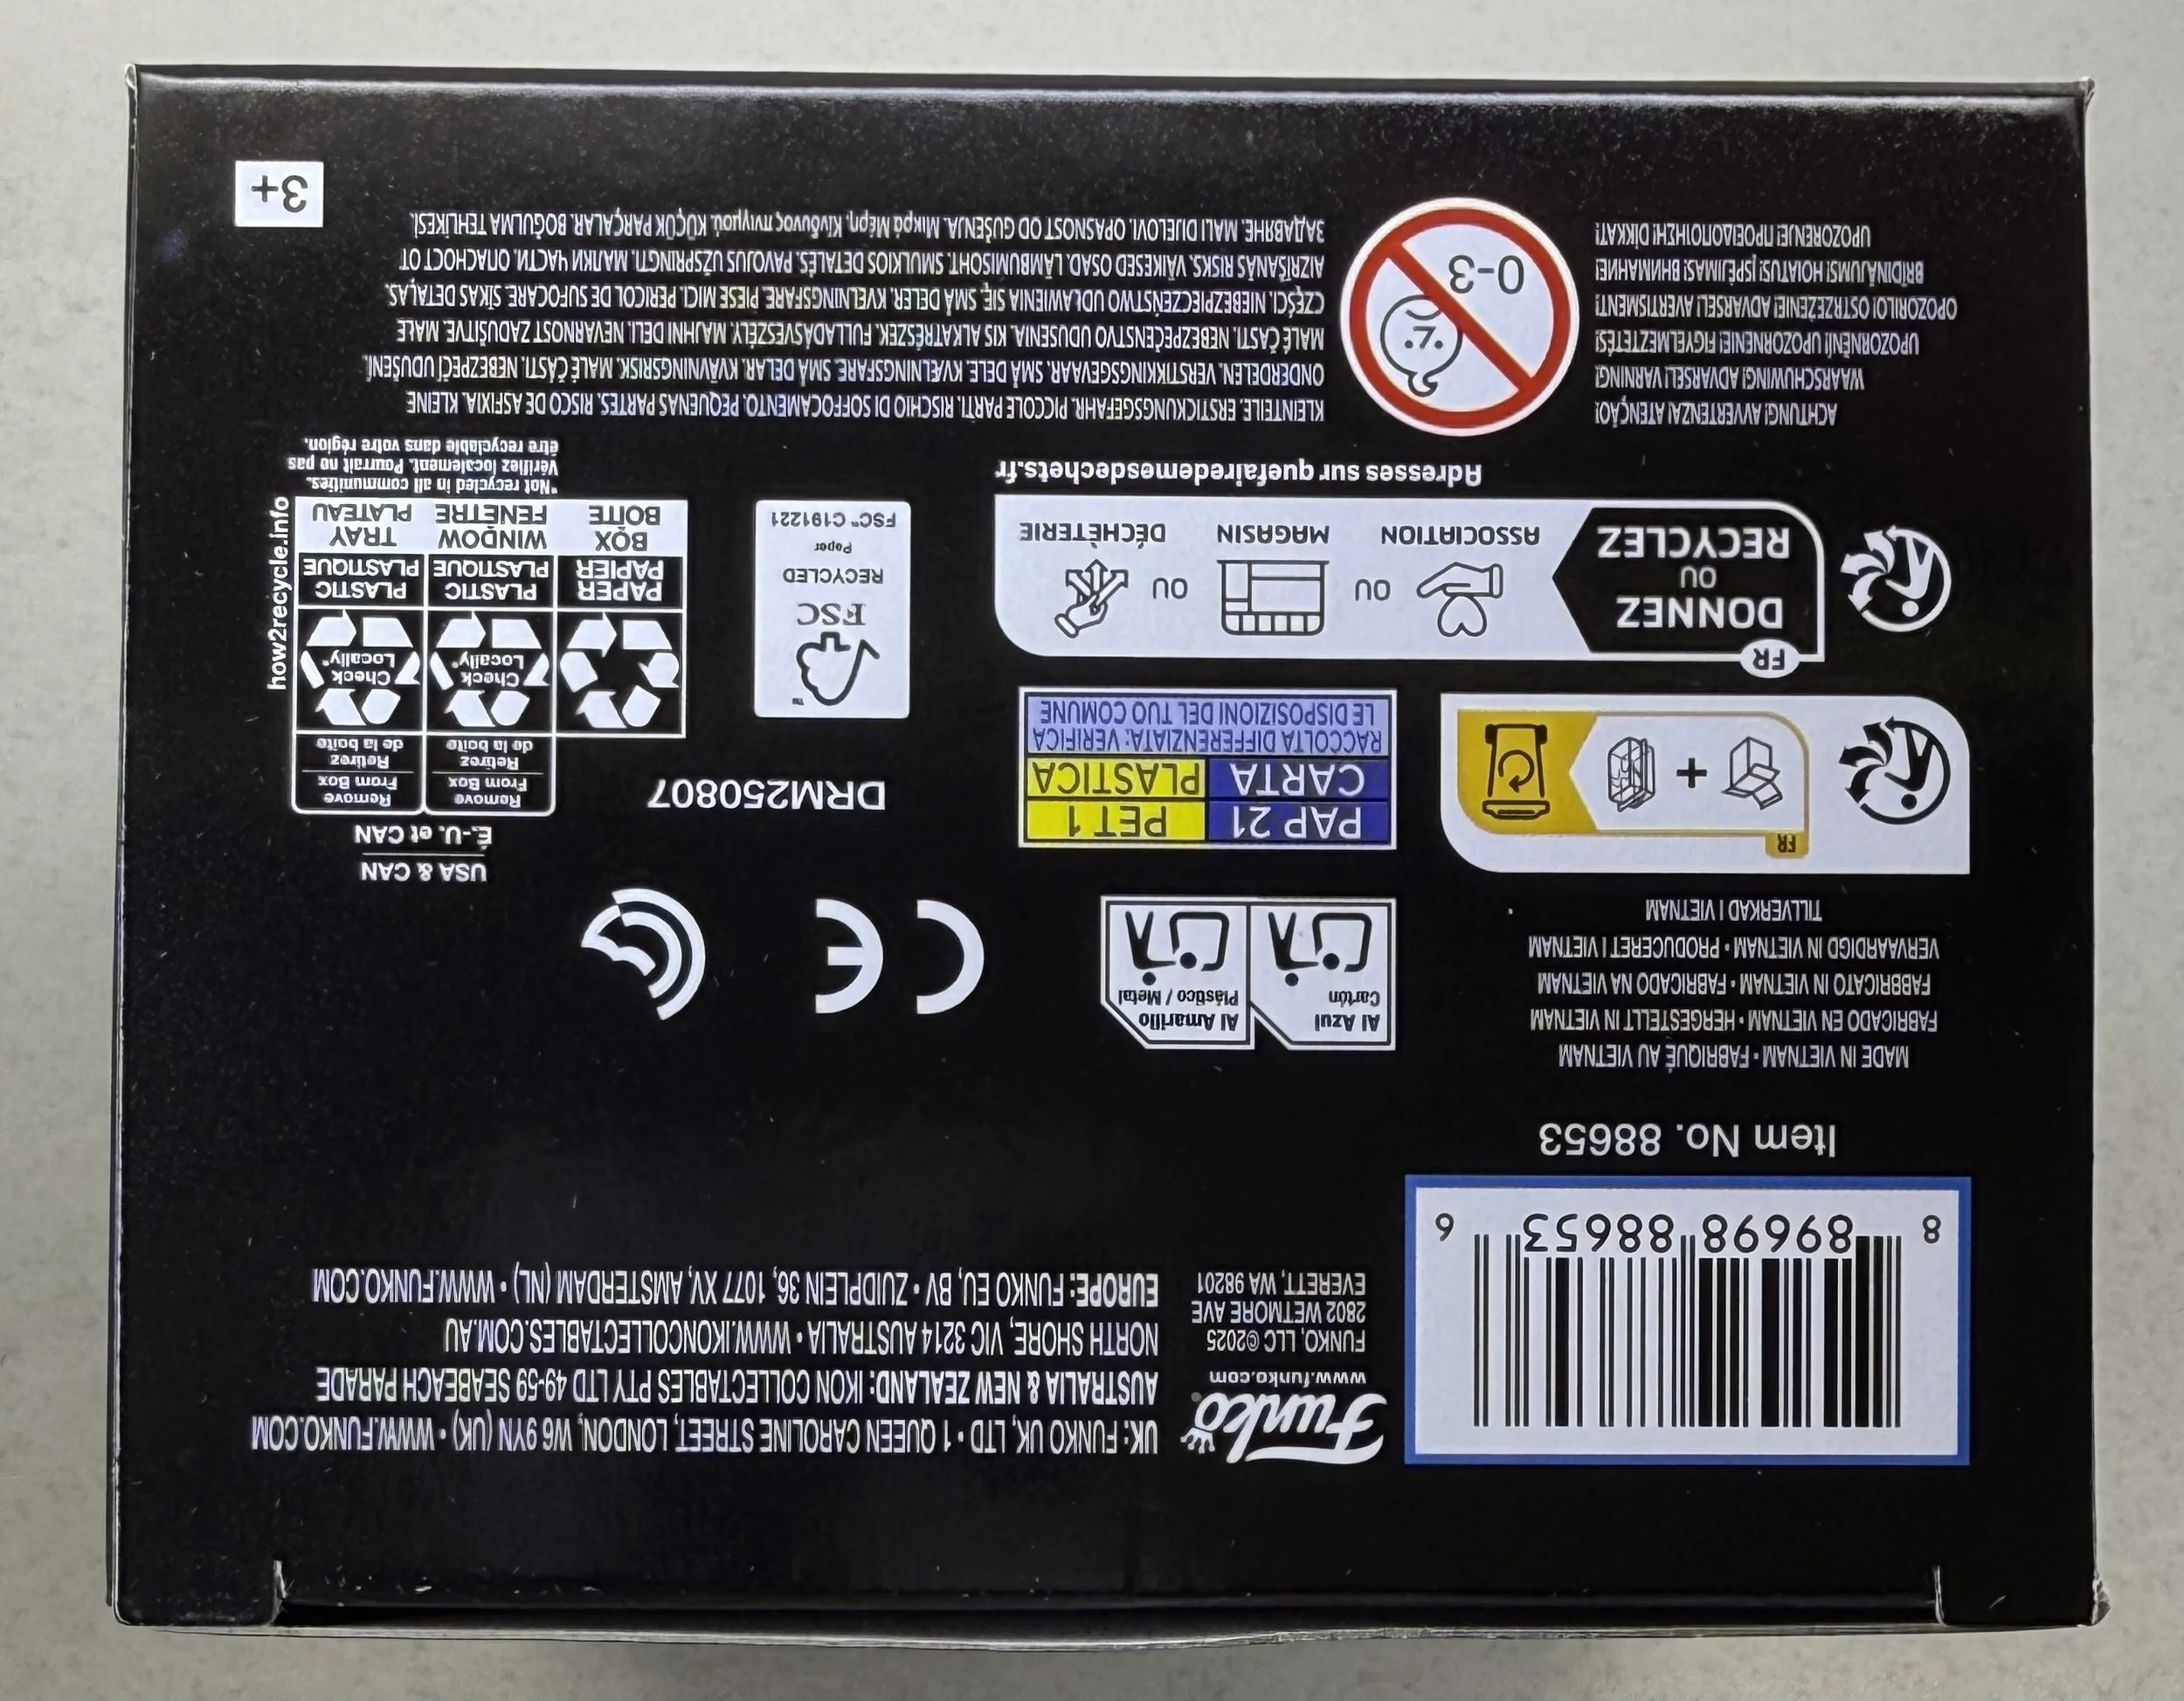 8 89698 88653 6
Item No. 88653
Funko
www.funko.com
FUNKO, LLC ©2025
2802 WETMORE AVE
EVERETT, WA 98201
UK: FUNKO UK, LTD • 1 QUEEN CAROLINE STREET, LONDON, W6 9YN (UK) • WWW.FUNKO.COM
AUSTRALIA & NEW ZEALAND: IKON COLLECTABLES PTY LTD 49-59 SEABEACH PARADE
NORTH SHORE, VIC 3214 AUSTRALIA • WWW.IKONCOLLECTABLES.COM.AU
EUROPE: FUNKO EU, BV • ZUIDPLEIN 36, 1077 XV, AMSTERDAM (NL) • WWW.FUNKO.COM
MADE IN VIETNAM • FABRIQUÉ AU VIETNAM
FABRICADO EN VIETNAM • HERGESTELLT IN VIETNAM
FABBRICATO IN VIETNAM • FABRICADO NA VIETNAM
VERVAARDIGD IN VIETNAM • PRODUCERET I VIETNAM
TILLVERKAD I VIETNAM
Al Azul
Cartón
Al Amarillo
Plástico / Metal
CE
USA & CAN
É.-U. et CAN
FR
PAP 21 PET 1
CARTA PLASTICA
RACCOLTA DIFFERENZIATA: VERIFICA
LE DISPOSIZIONI DEL TUO COMUNE
DRM250807
Remove
From Box
Retirez
de la boîte
Remove
From Box
Retirez
de la boîte
Check
Locally*
Check
Locally*
PAPER
PAPIER
PLASTIC
PLASTIQUE
PLASTIC
PLASTIQUE
BOX
BOÎTE
WINDOW
FENÊTRE
TRAY
PLATEAU
how2recycle.info
*Not recycled in all communities.
Vérifiez localement. Pourrait ne pas
être recyclable dans votre région.
FR
DONNEZ
OU
RECYCLEZ
ASSOCIATION
OU
MAGASIN
OU
DÉCHÈTERIE
Adresses sur quefairedemesdechets.fr
™
FSC
RECYCLED
Paper
FSC® C191221
ACHTUNG! AVVERTENZA! ATENÇÃO!
WAARSCHUWING! ADVARSEL! VARNING!
UPOZORNĚNÍ! UPOZORNENIE! FIGYELMEZTETÉS!
OPOZORILO! OSTRZEŻENIE! ADVARSEL! AVERTISMENT!
BRĪDINĀJUMS! HOIATUS! ĮSPĖJIMAS! ВНИМАНИЕ!
UPOZORENJE! ΠΡΟΕΙΔΟΠΟΙΗΣΗ! DİKKAT!
0-3
KLEINTEILE. ERSTICKUNGSGEFAHR. PICCOLE PARTI. RISCHIO DI SOFFOCAMENTO. PEQUENAS PARTES. RISCO DE ASFIXIA. KLEINE
ONDERDELEN. VERSTIKKINGSGEVAAR. SMÅ DELE. KVÆLNINGSFARE. SMÅ DELAR. KVÄVNINGSRISK. MALÉ ČÁSTI. NEBEZPEČÍ UDUŠENÍ.
MALÉ ČASTI. NEBEZPEČENSTVO UDUSENIA. KIS ALKATRÉSZEK. FULLADÁSVESZÉLY. MAJHNI DELI. NEVARNOST ZADUŠITVE. MAŁE
CZĘŚCI. NIEBEZPIECZEŃSTWO UDŁAWIENIA SIĘ. SMÅ DELER. KVELNINGSFARE. PIESE MICI. PERICOL DE SUFOCARE. SĪKAS DETAĻAS.
AIZRĪŠANĀS RISKS. VÄIKESED OSAD. LÄMBUMISOHT. SMULKIOS DETALĖS. PAVOJUS UŽSPRINGTI. МАЛКИ ЧАСТИ. ОПАСНОСТ ОТ
ЗАДАВЯНЕ. MALI DIJELOVI. OPASNOST OD GUŠENJA. Μικρά Μέρη. Κίνδυνος πνιγμού. KÜÇÜK PARÇALAR. BOĞULMA TEHLİKESİ.
3+